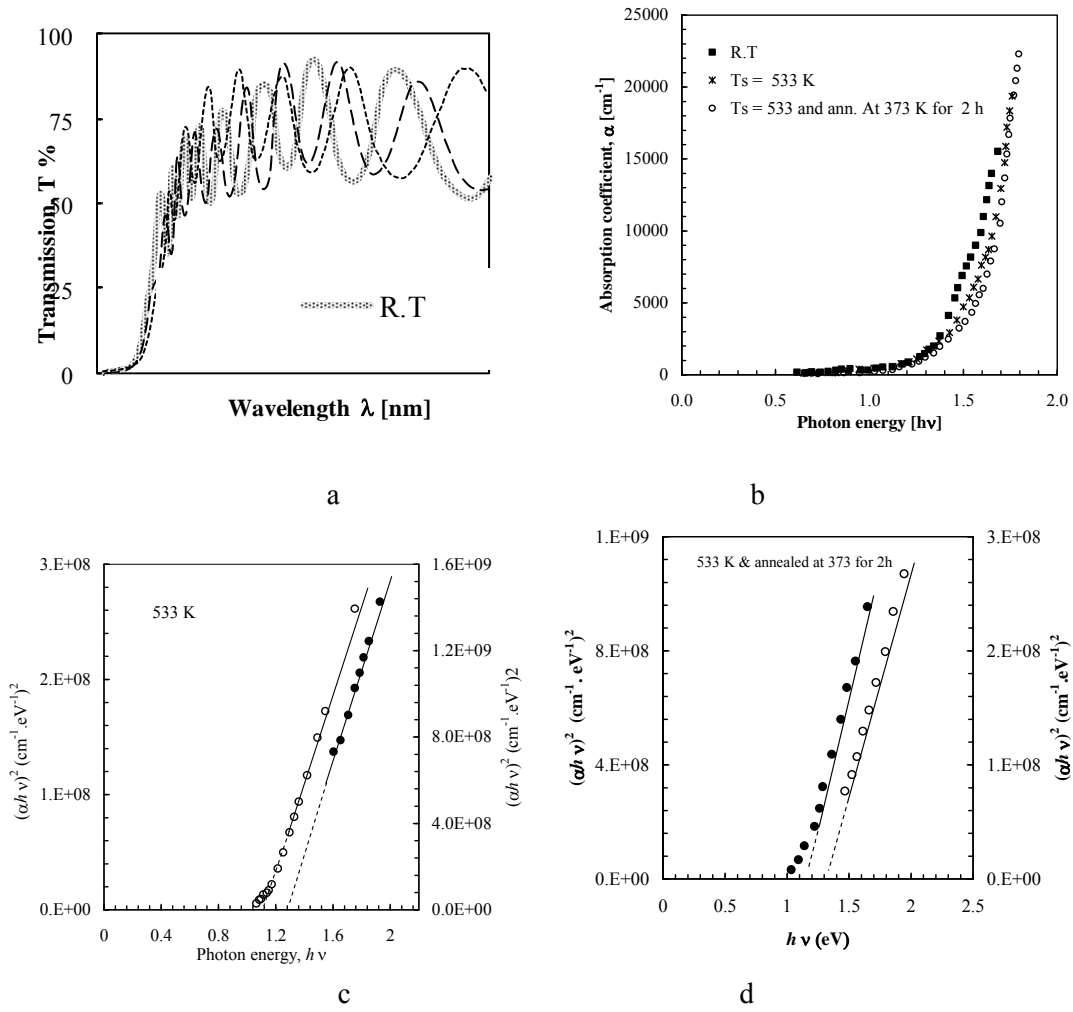 100
75
50
25
0
Transmission, T %
R.T
Wavelength λ [nm]
a
25000
20000
15000
10000
5000
0
Absorption coefficient, α [cm⁻¹]
R.T
Ts = 533 K
Ts = 533 and ann. At 373 K for 2 h
0.0 0.5 1.0 1.5 2.0
Photon energy [hν]
b
3.E+08
2.E+08
1.E+08
0.E+00
(αhν)² (cm⁻¹.eV⁻¹)²
533 K
1.6E+09
1.2E+09
8.0E+08
4.0E+08
0.0E+00
(αhν)² (cm⁻¹.eV⁻¹)2
0 0.4 0.8 1.2 1.6 2
Photon energy, hν
c
1.E+09
8.E+08
4.E+08
0.E+00
(αhν)² (cm⁻¹. eV⁻¹)²
533 K & annealed at 373 for 2h
3.E+08
2.E+08
1.E+08
0.E+00
(αhν)² (cm⁻¹.eV⁻¹)²
0 1 1.5 2 2.5
hν (eV)
d